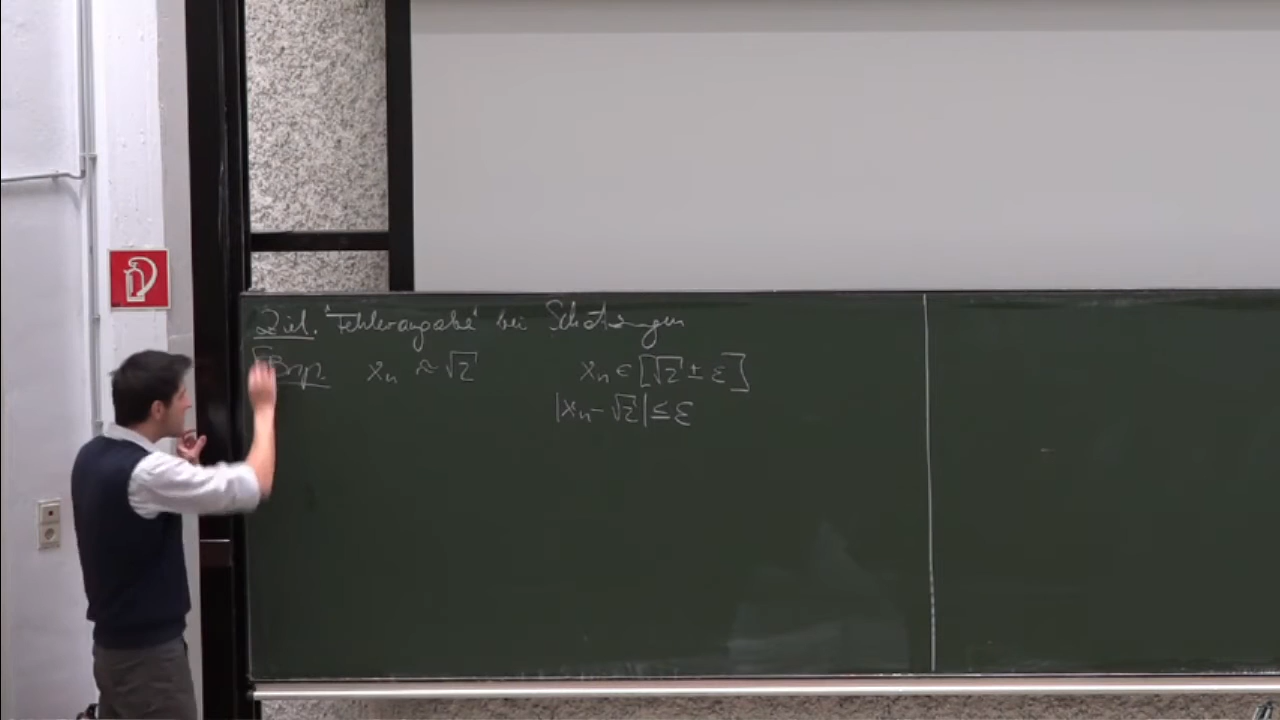 Ziel. "Fehlerangabe" bei Schätzungen
Bsp. xₙ ≈ √2 xₙ ∈ [√2 ± ε]
|xₙ - √2| ≤ ε